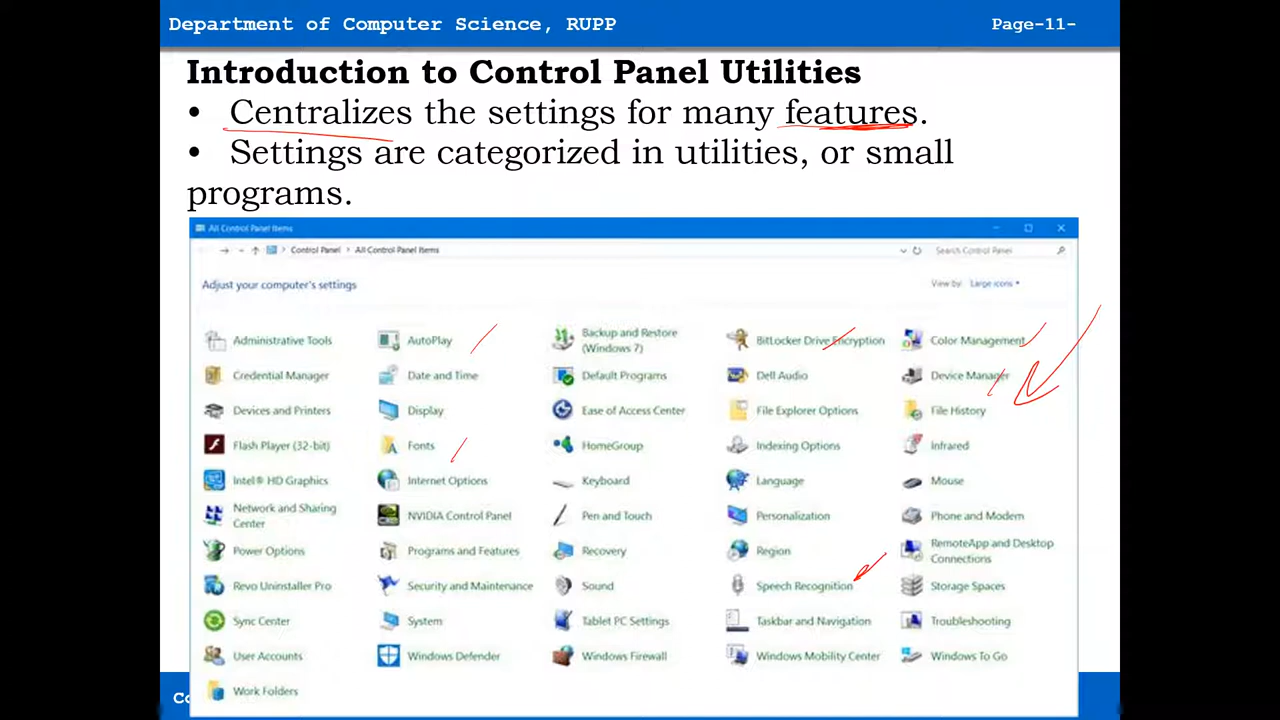 Department of Computer Science, RUPP Page-11-
Introduction to Control Panel Utilities
• Centralizes the settings for many features.
• Settings are categorized in utilities, or small
programs.
All Control Panel Items
Control Panel > All Control Panel Items Search Control Panel
Adjust your computer's settings View by: Large icons
Administrative Tools AutoPlay Backup and Restore (Windows 7) BitLocker Drive Encryption Color Management
Credential Manager Date and Time Default Programs Dell Audio Device Manager
Devices and Printers Display Ease of Access Center File Explorer Options File History
Flash Player (32-bit) Fonts HomeGroup Indexing Options Infrared
Intel® HD Graphics Internet Options Keyboard Language Mouse
Network and Sharing Center NVIDIA Control Panel Pen and Touch Personalization Phone and Modem
Power Options Programs and Features Recovery Region RemoteApp and Desktop Connections
Revo Uninstaller Pro Security and Maintenance Sound Speech Recognition Storage Spaces
Sync Center System Tablet PC Settings Taskbar and Navigation Troubleshooting
User Accounts Windows Defender Windows Firewall Windows Mobility Center Windows To Go
Work Folders